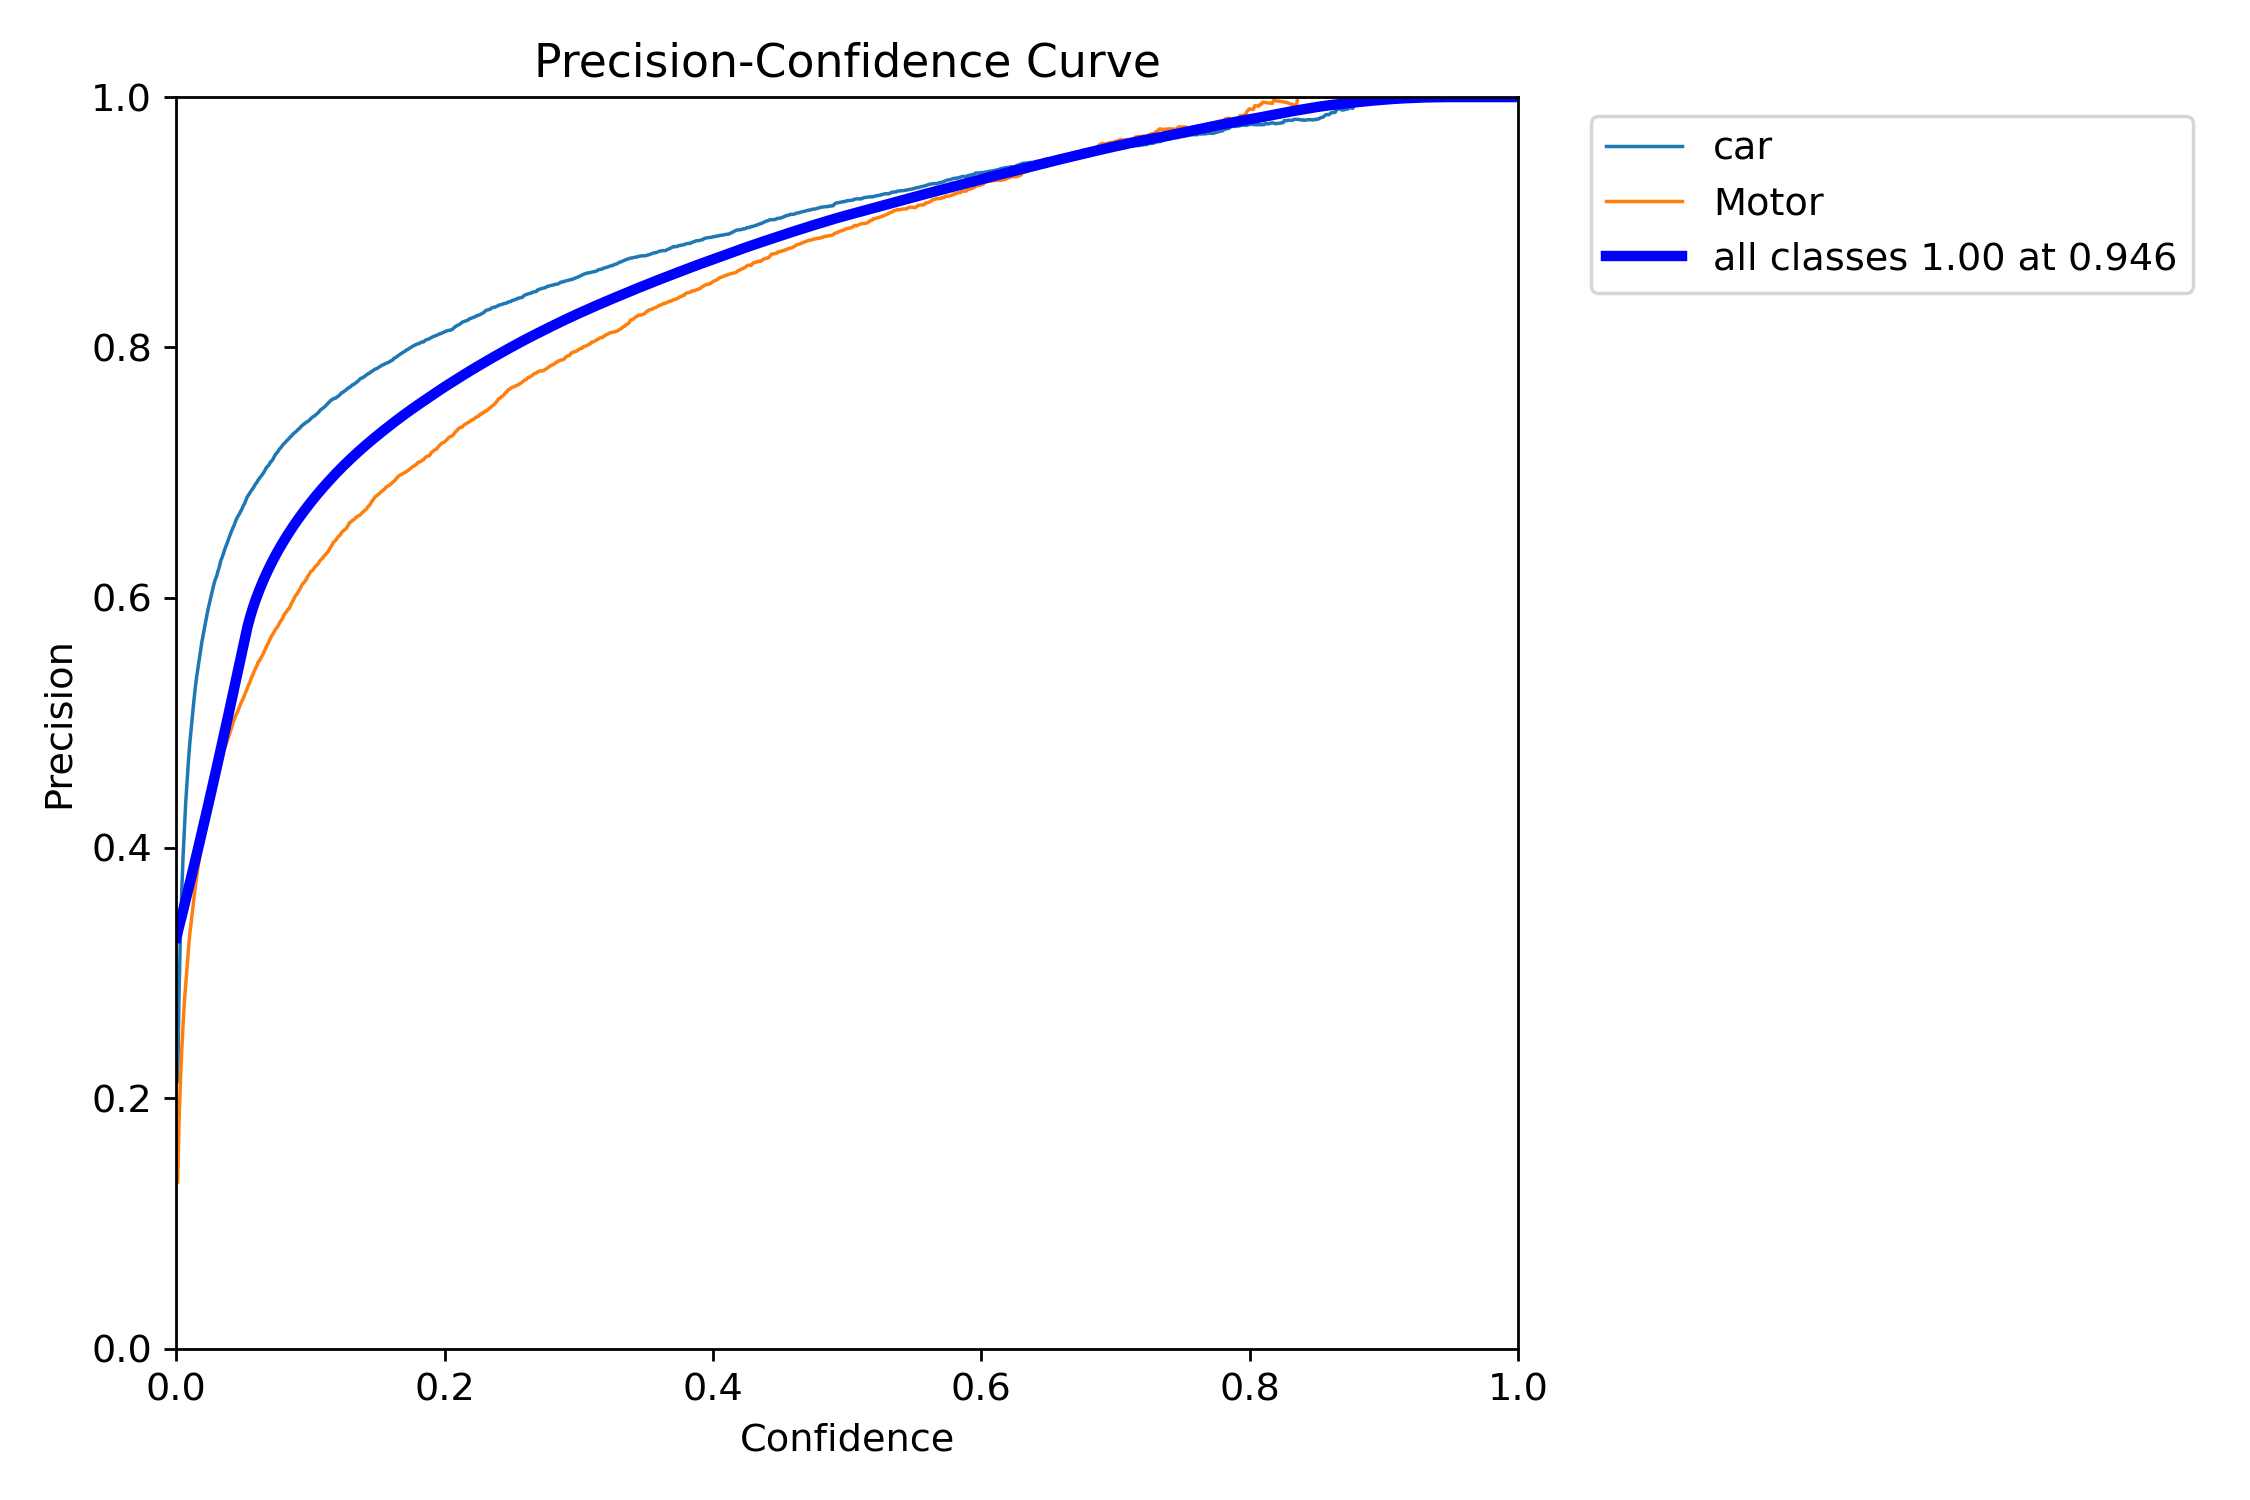 Precision-Confidence Curve
1.0
0.8
0.6
0.4
0.2
0.0
Precision
0.0 0.2 0.4 0.6 0.8 1.0
Confidence
car
Motor
all classes 1.00 at 0.946